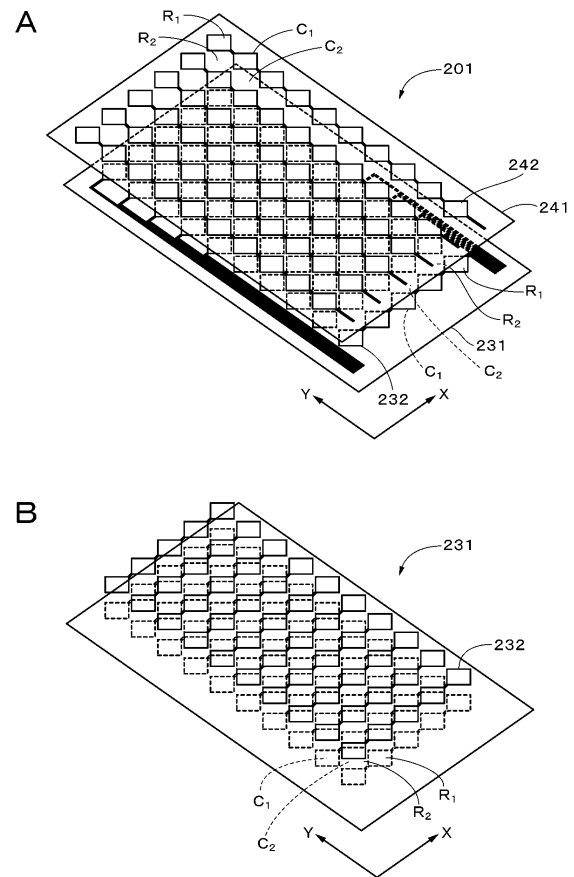 A
R₁
R₂
C₁
C₂
201
242
241
R₁
R₂
231
C₁
C₂
232
Y
X
B
231
232
C₁
C₂
R₁
R₂
Y
X